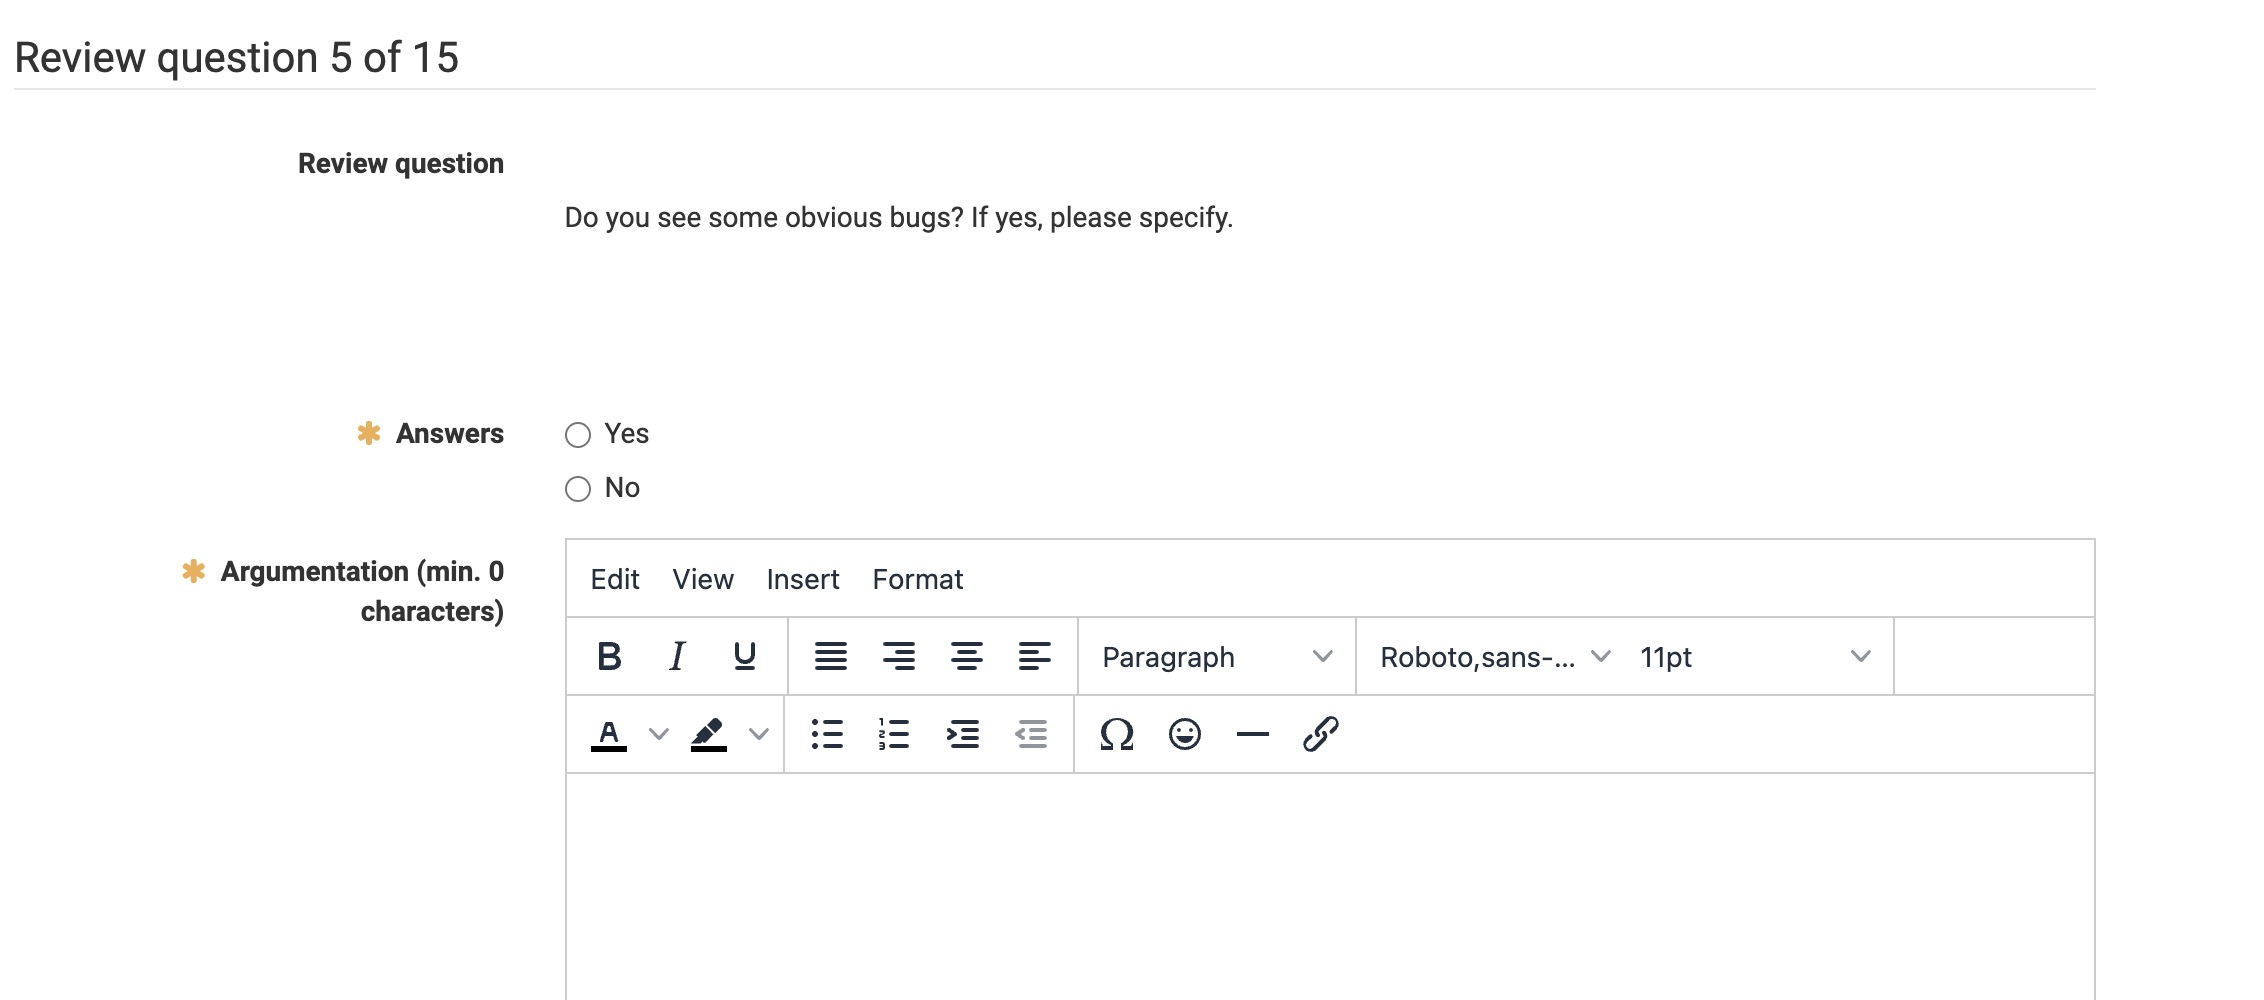 Review question 5 of 15
Review question
Do you see some obvious bugs? If yes, please specify.
Answers
Yes
No
Argumentation (min. 0
characters)
Edit View Insert Format
B I U Paragraph Roboto,sans-... 11pt
A